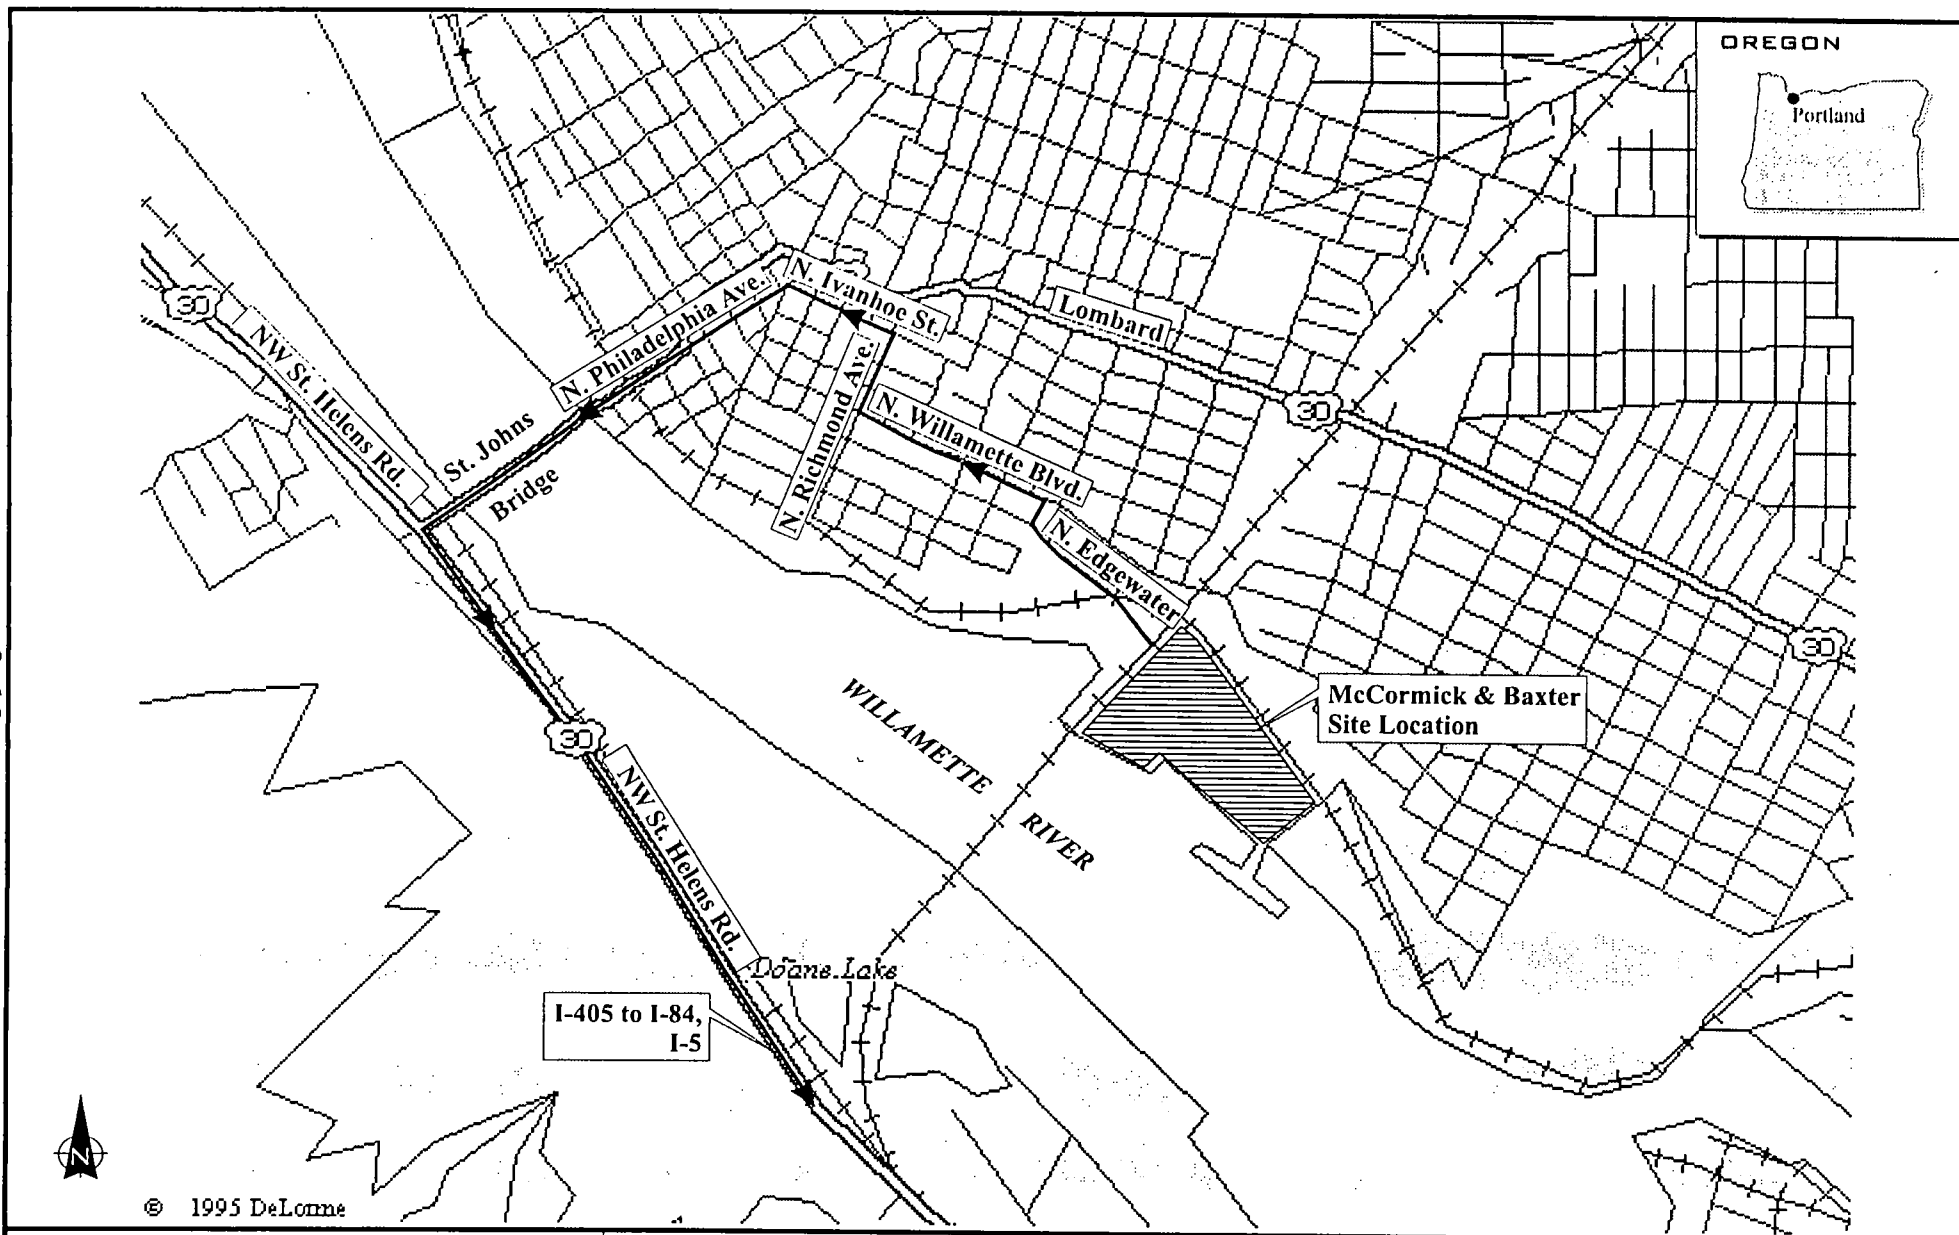 OREGON
Portland
30
NW St. Helens Rd.
N. Philadelphia Ave.
N. Ivanhoe St.
Lombard
30
N. Richmond Ave.
N. Willamette Blvd.
St. Johns
Bridge
N. Edgewater
30
McCormick & Baxter
Site Location
WILLAMETTE
RIVER
30
NW St. Helens Rd.
Doane Lake
I-405 to I-84,
I-5
N
© 1995 DeLorme